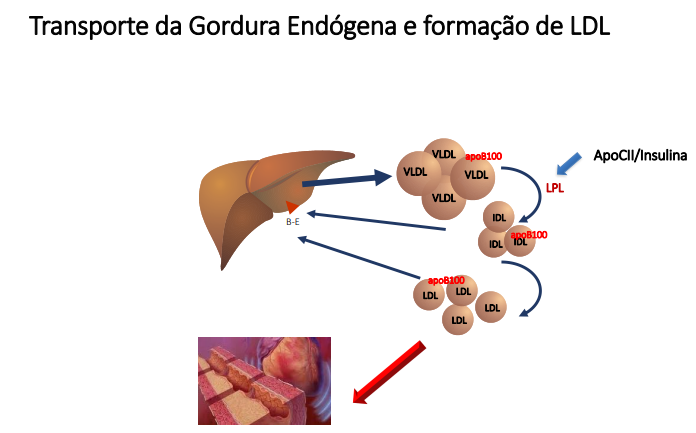 Transporte da Gordura Endógena e formação de LDL
VLDL
apoB100
VLDL
VLDL
VLDL
ApoCII/Insulina
LPL
B-E
IDL
apoB100
IDL
IDL
apoB100
LDL
LDL
LDL
LDL